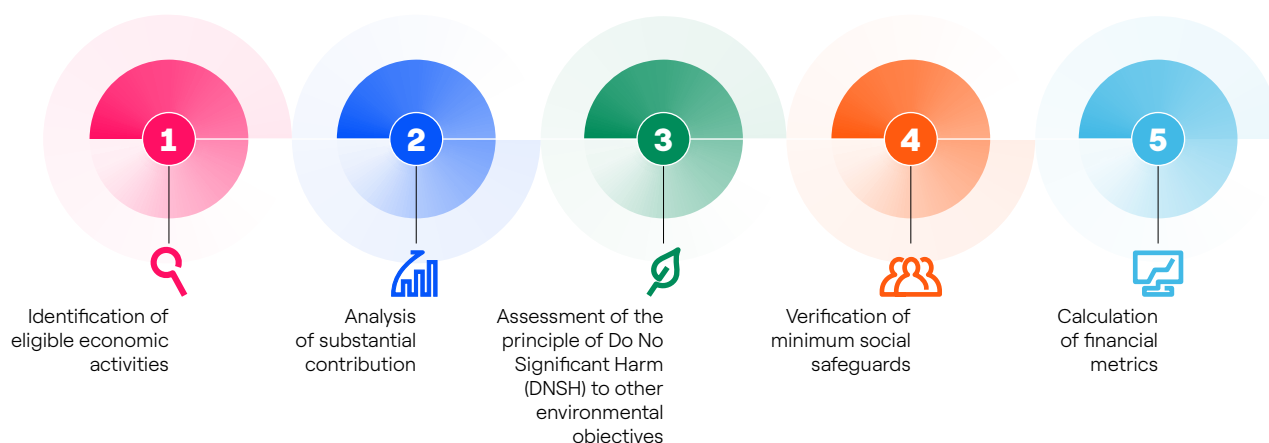 1
Identification of
eligible economic
activities
2
Analysis
of substantial
contribution
3
Assessment of the
principle of Do No
Significant Harm
(DNSH) to other
environmental
objectives
4
Verification of
minimum social
safeguards
5
Calculation
of financial
metrics